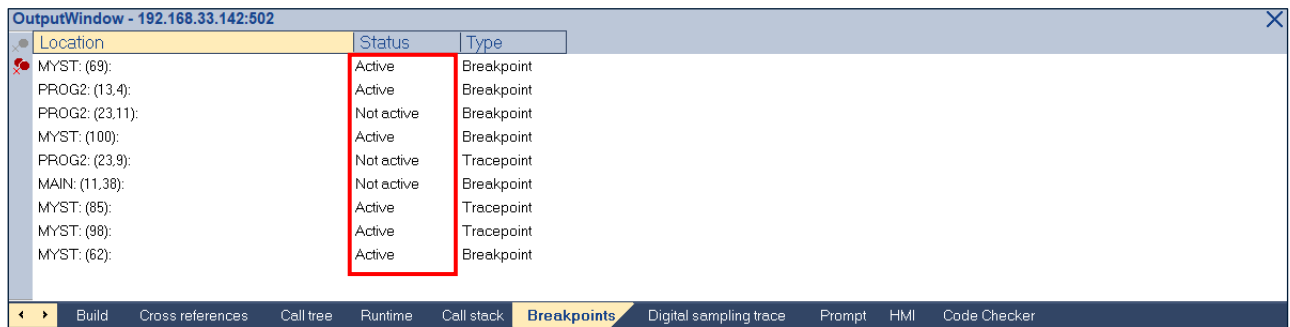 OutputWindow - 192.168.33.142:502
Location Status Type
MYST: (69): Active Breakpoint
PROG2: (13,4): Active Breakpoint
PROG2: (23,11): Not active Breakpoint
MYST: (100): Active Breakpoint
PROG2: (23,9): Not active Tracepoint
MAIN: (11,38): Not active Breakpoint
MYST: (85): Active Tracepoint
MYST: (98): Active Tracepoint
MYST: (62): Active Breakpoint
Build Cross references Call tree Runtime Call stack Breakpoints Digital sampling trace Prompt HMI Code Checker